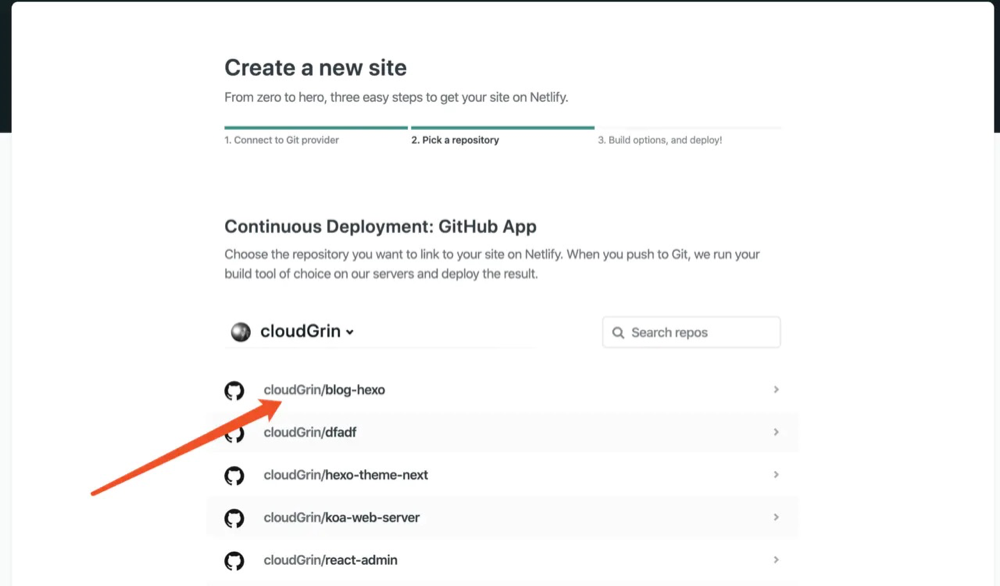 Create a new site
From zero to hero, three easy steps to get your site on Netlify.
1. Connect to Git provider
2. Pick a repository
3. Build options, and deploy!
Continuous Deployment: GitHub App
Choose the repository you want to link to your site on Netlify. When you push to Git, we run your
build tool of choice on our servers and deploy the result.
cloudGrin
Search repos
cloudGrin/blog-hexo
cloudGrin/dfadf
cloudGrin/hexo-theme-next
cloudGrin/koa-web-server
cloudGrin/react-admin